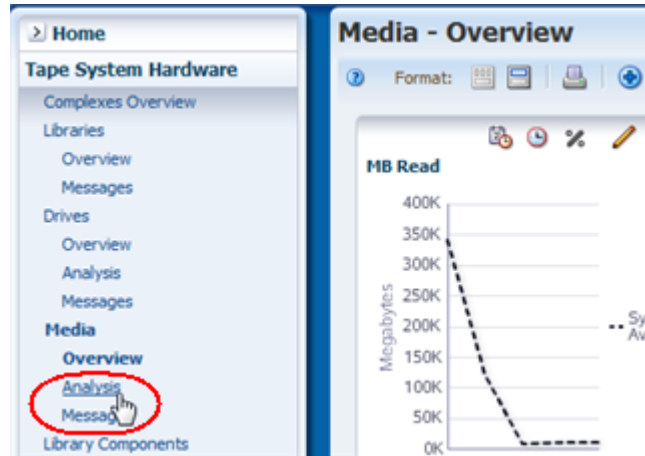 Home
Tape System Hardware
Complexes Overview
Libraries
Overview
Messages
Drives
Overview
Analysis
Messages
Media
Overview
Analysis
Library Components
Media - Overview
Format:
MB Read
400K
350K
300K
250K
200K
150K
100K
50K
0K
Megabytes